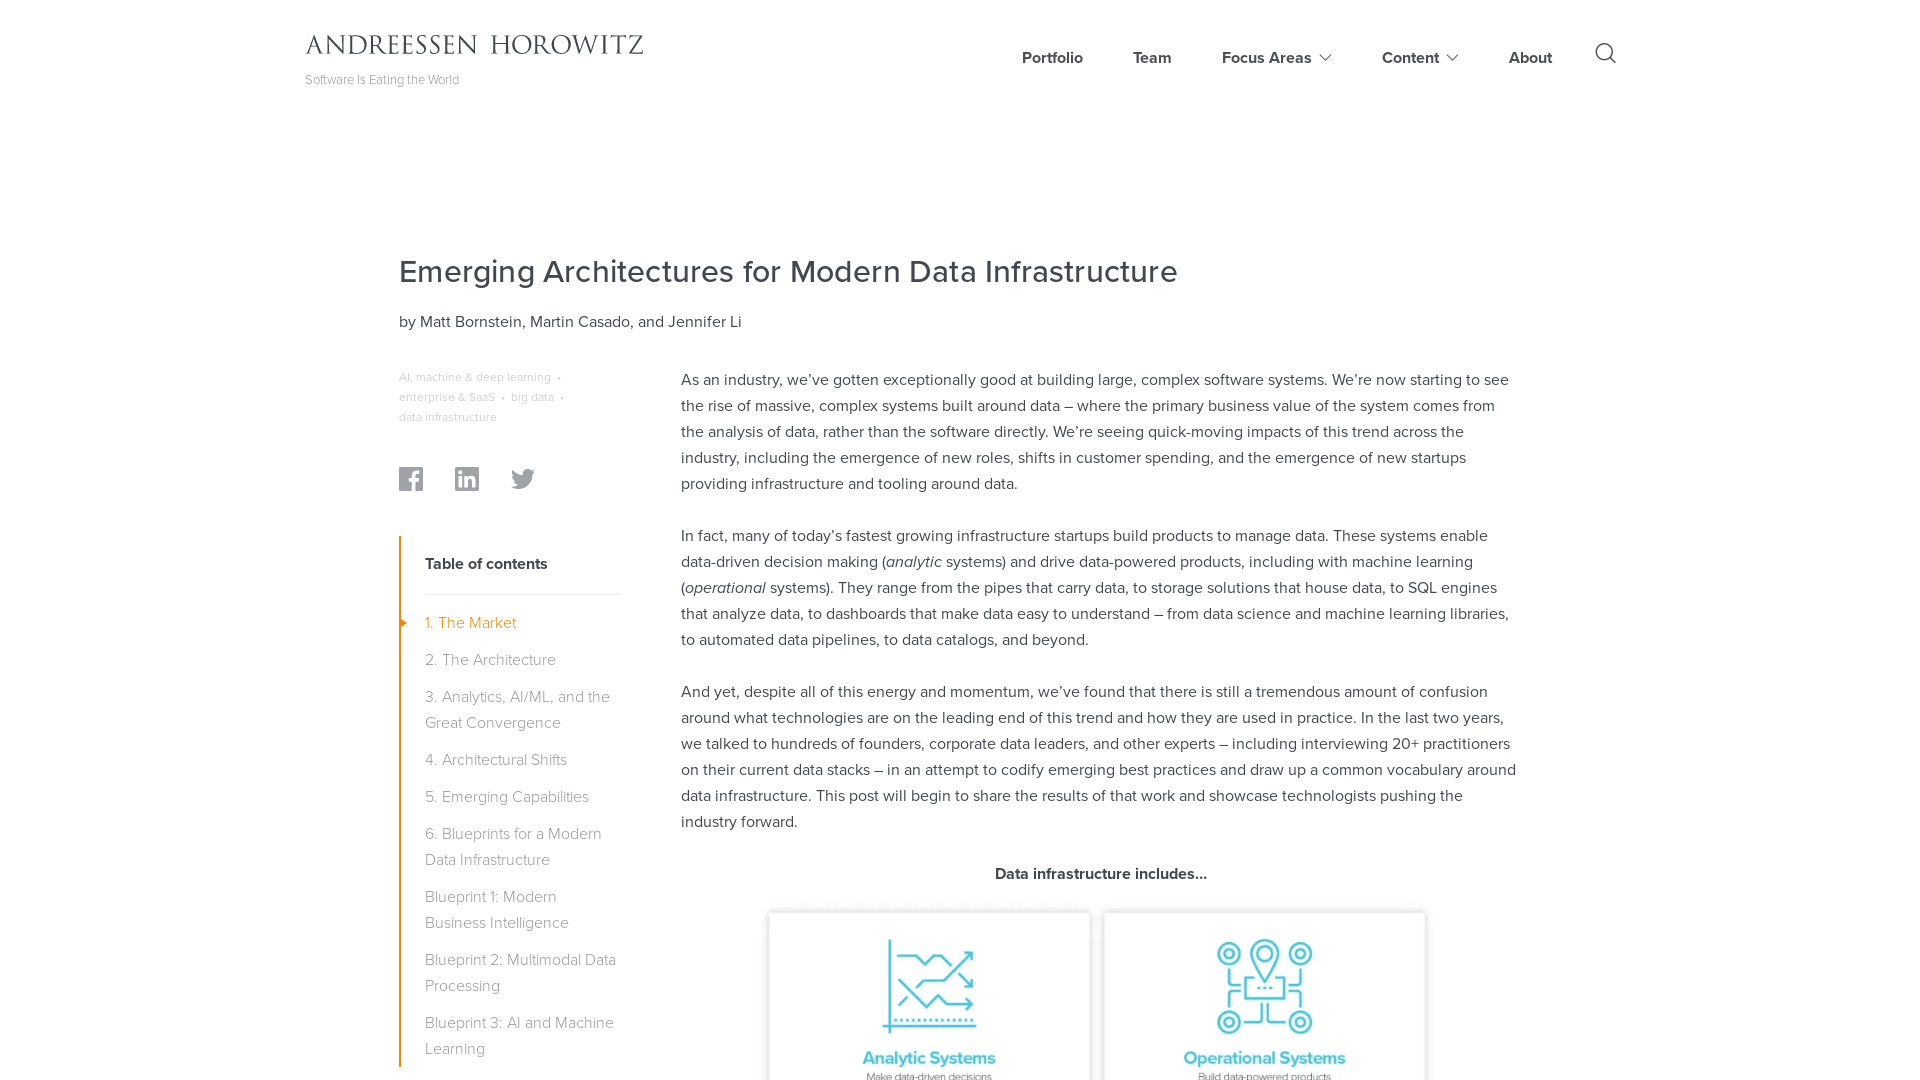 ANDREESSEN HOROWITZ
Software Is Eating the World
Portfolio
Team
Focus Areas
Content
About
Emerging Architectures for Modern Data Infrastructure
by Matt Bornstein, Martin Casado, and Jennifer Li
AI, machine & deep learning •
enterprise & SaaS • big data •
data infrastructure
Table of contents
1. The Market
2. The Architecture
3. Analytics, AI/ML, and the
Great Convergence
4. Architectural Shifts
5. Emerging Capabilities
6. Blueprints for a Modern
Data Infrastructure
Blueprint 1: Modern
Business Intelligence
Blueprint 2: Multimodal Data
Processing
Blueprint 3: AI and Machine
Learning
As an industry, we’ve gotten exceptionally good at building large, complex software systems. We’re now starting to see
the rise of massive, complex systems built around data – where the primary business value of the system comes from
the analysis of data, rather than the software directly. We’re seeing quick-moving impacts of this trend across the
industry, including the emergence of new roles, shifts in customer spending, and the emergence of new startups
providing infrastructure and tooling around data.
In fact, many of today’s fastest growing infrastructure startups build products to manage data. These systems enable
data-driven decision making (analytic systems) and drive data-powered products, including with machine learning
(operational systems). They range from the pipes that carry data, to storage solutions that house data, to SQL engines
that analyze data, to dashboards that make data easy to understand – from data science and machine learning libraries,
to automated data pipelines, to data catalogs, and beyond.
And yet, despite all of this energy and momentum, we’ve found that there is still a tremendous amount of confusion
around what technologies are on the leading end of this trend and how they are used in practice. In the last two years,
we talked to hundreds of founders, corporate data leaders, and other experts – including interviewing 20+ practitioners
on their current data stacks – in an attempt to codify emerging best practices and draw up a common vocabulary around
data infrastructure. This post will begin to share the results of that work and showcase technologists pushing the
industry forward.
Data infrastructure includes…
Analytic Systems
Make data-driven decisions
Operational Systems
Build data-powered products